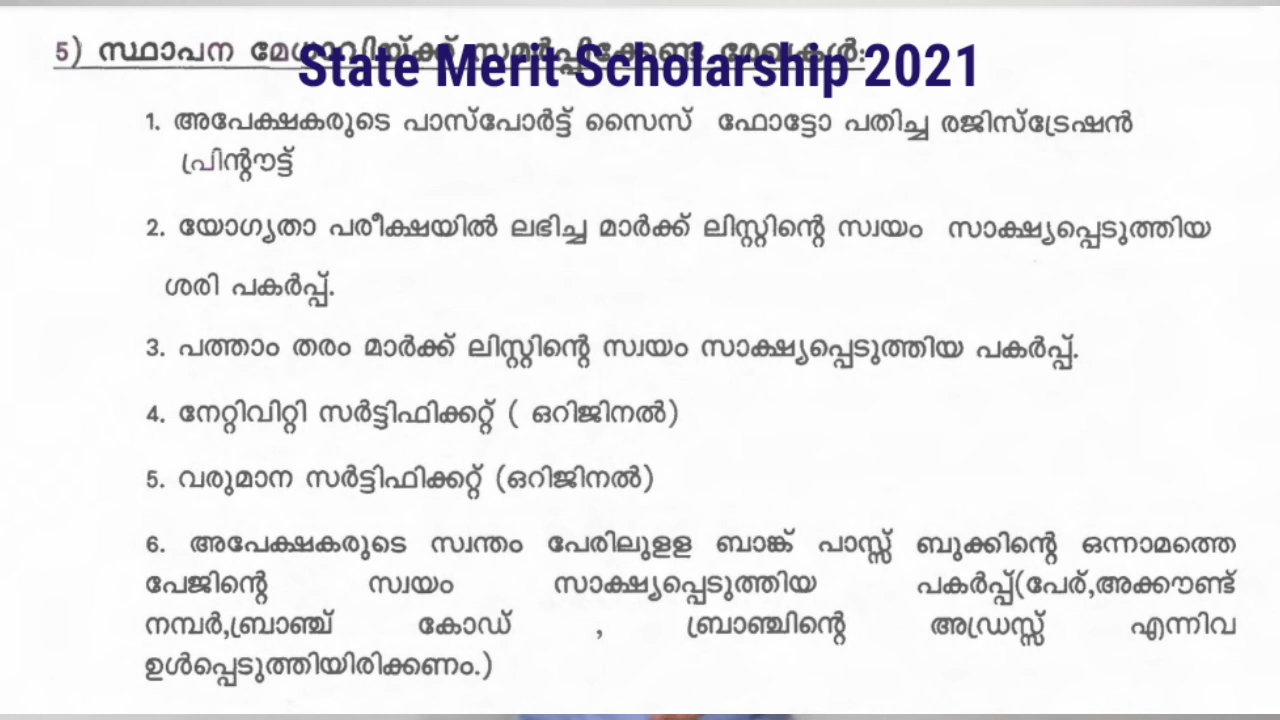 5) സ്ഥാപന മേധാവിയ്ക്ക് സമർപ്പിക്കേണ്ട രേഖകൾ:
State Merit Scholarship 2021
1. അപേക്ഷകരുടെ പാസ്പോർട്ട് സൈസ് ഫോട്ടോ പതിച്ച രജിസ്ട്രേഷൻ
പ്രിന്റൗട്ട്
2. യോഗ്യതാ പരീക്ഷയിൽ ലഭിച്ച മാർക്ക് ലിസ്റ്റിന്റെ സ്വയം സാക്ഷ്യപ്പെടുത്തിയ
ശരി പകർപ്പ്.
3. പത്താം തരം മാർക്ക് ലിസ്റ്റിന്റെ സ്വയം സാക്ഷ്യപ്പെടുത്തിയ പകർപ്പ്.
4. നേറ്റിവിറ്റി സർട്ടിഫിക്കറ്റ് ( ഒറിജിനൽ)
5. വരുമാന സർട്ടിഫിക്കറ്റ് (ഒറിജിനൽ)
6. അപേക്ഷകരുടെ സ്വന്തം പേരിലുളള ബാങ്ക് പാസ്സ് ബുക്കിന്റെ ഒന്നാമത്തെ
പേജിന്റെ സ്വയം സാക്ഷ്യപ്പെടുത്തിയ പകർപ്പ്(പേര്,അക്കൗണ്ട്
നമ്പർ,ബ്രാഞ്ച് കോഡ് , ബ്രാഞ്ചിന്റെ അഡ്രസ്സ് എന്നിവ
ഉൾപ്പെടുത്തിയിരിക്കണം.)